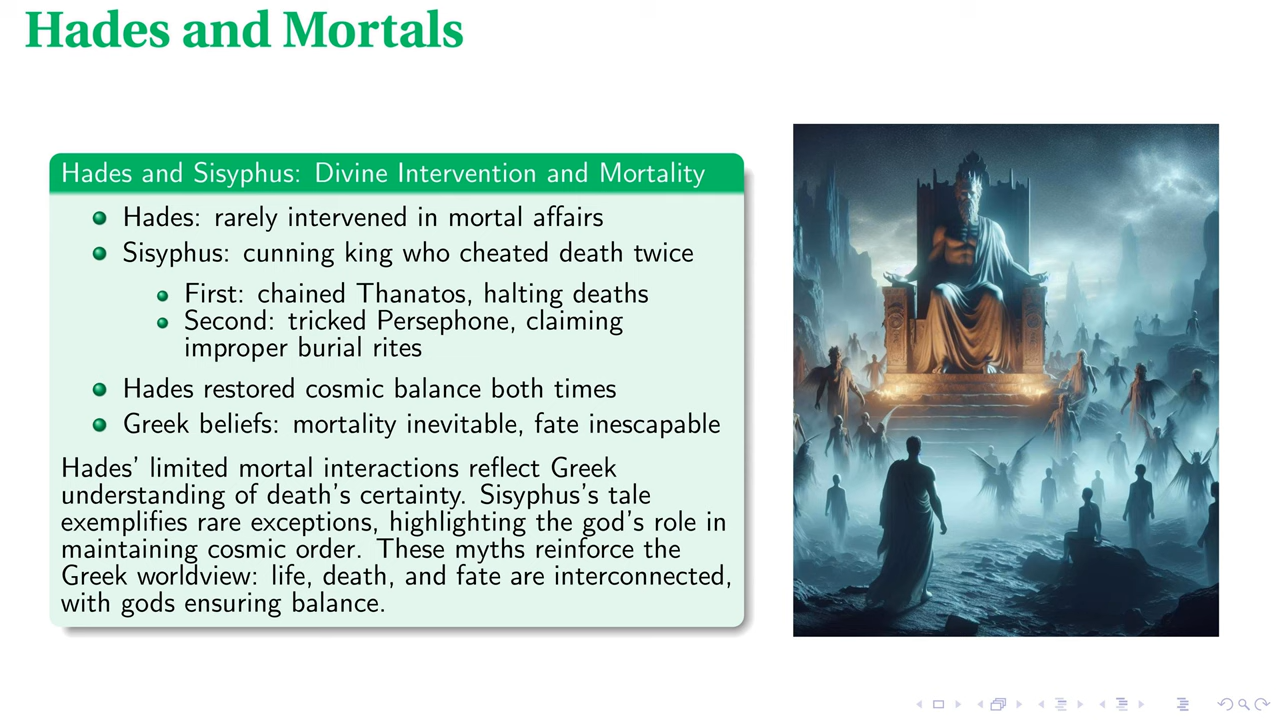 Hades and Mortals
Hades and Sisyphus: Divine Intervention and Mortality
Hades: rarely intervened in mortal affairs
Sisyphus: cunning king who cheated death twice
First: chained Thanatos, halting deaths
Second: tricked Persephone, claiming
improper burial rites
Hades restored cosmic balance both times
Greek beliefs: mortality inevitable, fate inescapable
Hades' limited mortal interactions reflect Greek
understanding of death's certainty. Sisyphus's tale
exemplifies rare exceptions, highlighting the god's role in
maintaining cosmic order. These myths reinforce the
Greek worldview: life, death, and fate are interconnected,
with gods ensuring balance.